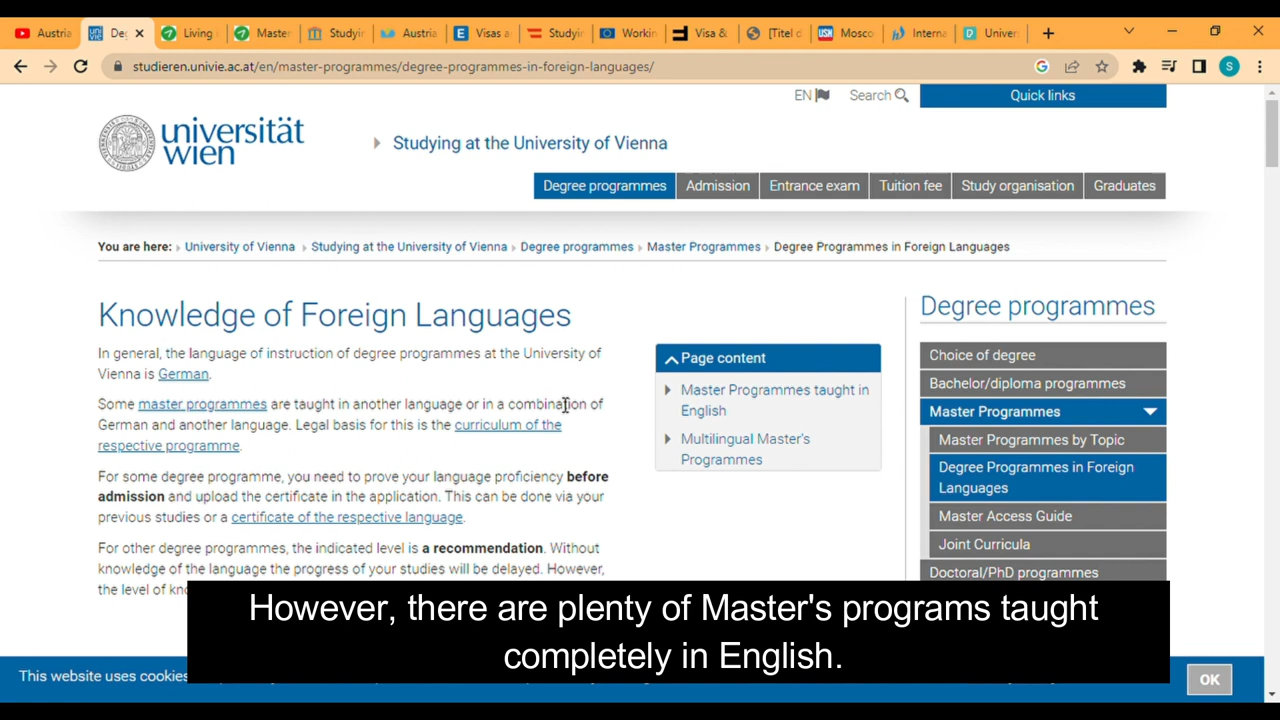 Austria
De
Living
Master
Studyin
Austria
Visas a
Studyin
Workin
Visa &
[Titel d
USN Mosco
Interna
Univer
studieren.univie.ac.at/en/master-programmes/degree-programmes-in-foreign-languages/
S
EN
Search
Quick links
universität
wien
Studying at the University of Vienna
Degree programmes
Admission
Entrance exam
Tuition fee
Study organisation
Graduates
You are here: University of Vienna Studying at the University of Vienna Degree programmes Master Programmes Degree Programmes in Foreign Languages
Knowledge of Foreign Languages
In general, the language of instruction of degree programmes at the University of
Vienna is German.
Some master programmes are taught in another language or in a combination of
German and another language. Legal basis for this is the curriculum of the
respective programme.
For some degree programme, you need to prove your language proficiency before
admission and upload the certificate in the application. This can be done via your
previous studies or a certificate of the respective language.
For other degree programmes, the indicated level is a recommendation. Without
knowledge of the language the progress of your studies will be delayed. However,
the level of kno
Page content
Master Programmes taught in
English
Multilingual Master's
Programmes
Degree programmes
Choice of degree
Bachelor/diploma programmes
Master Programmes
Master Programmes by Topic
Degree Programmes in Foreign
Languages
Master Access Guide
Joint Curricula
Doctoral/PhD programmes
However, there are plenty of Master's programs taught
completely in English.
This website uses cookies
OK